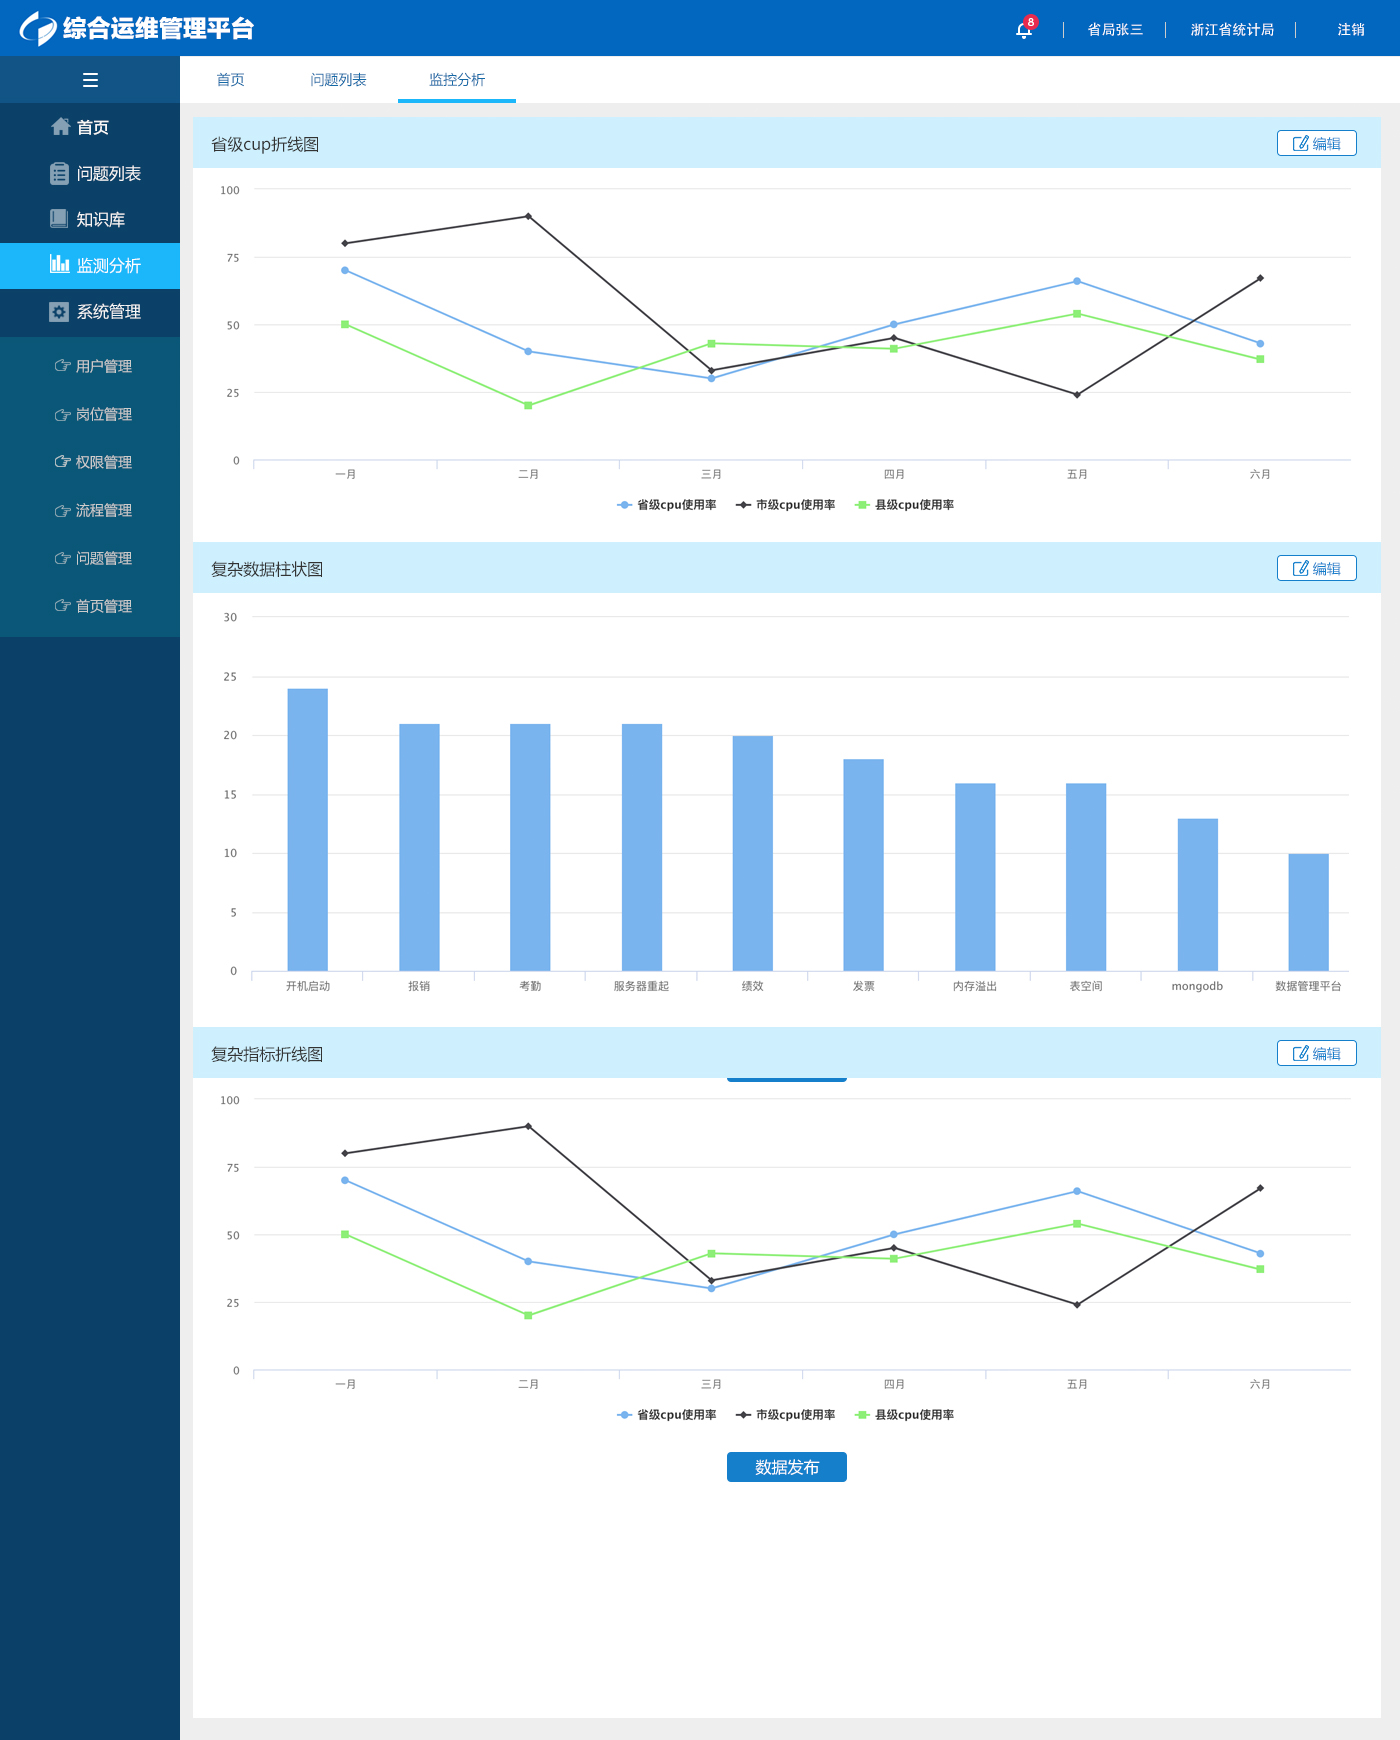 综合运维管理平台
8
省局张三
浙江省统计局
注销
首页
问题列表
监控分析
首页
问题列表
知识库
监测分析
系统管理
用户管理
岗位管理
权限管理
流程管理
问题管理
首页管理
省级cup折线图
编辑
100
75
50
25
0
一月 二月 三月 四月 五月 六月
省级cpu使用率 市级cpu使用率 县级cpu使用率
复杂数据柱状图
编辑
30
25
20
15
10
5
0
开机启动 报销 考勤 服务器重起 绩效 发票 内存溢出 表空间 mongodb 数据管理平台
复杂指标折线图
编辑
100
75
50
25
0
一月 二月 三月 四月 五月 六月
省级cpu使用率 市级cpu使用率 县级cpu使用率
数据发布